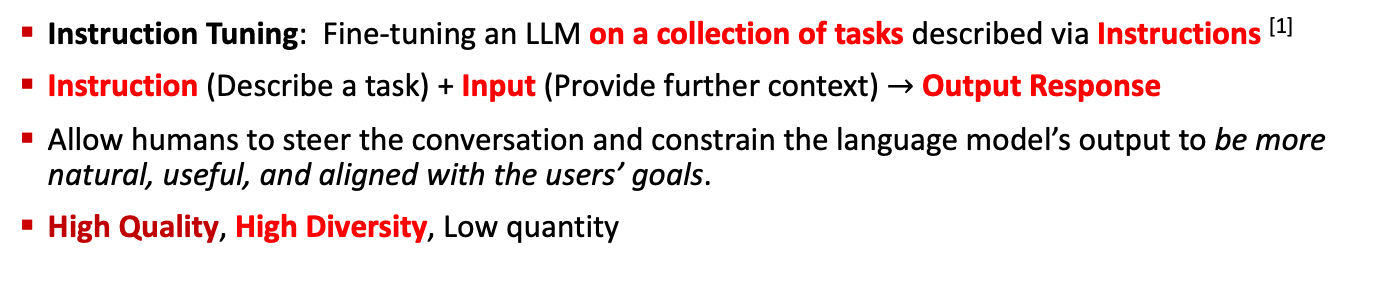 ▪ Instruction Tuning: Fine-tuning an LLM on a collection of tasks described via Instructions [1]
▪ Instruction (Describe a task) + Input (Provide further context) → Output Response
▪ Allow humans to steer the conversation and constrain the language model’s output to be more
natural, useful, and aligned with the users’ goals.
▪ High Quality, High Diversity, Low quantity